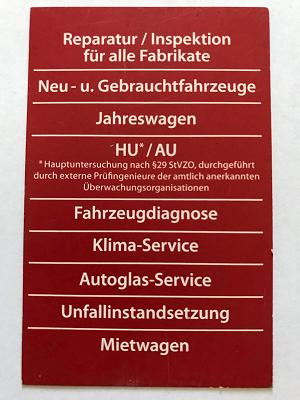 Reparatur / Inspektion
für alle Fabrikate
Neu - u. Gebrauchtfahrzeuge
Jahreswagen
HU* / AU
* Hauptuntersuchung nach §29 StVZO, durchgeführt
durch externe Prüfingenieure der amtlich anerkannten
Überwachungsorganisationen
Fahrzeugdiagnose
Klima-Service
Autoglas-Service
Unfallinstandsetzung
Mietwagen